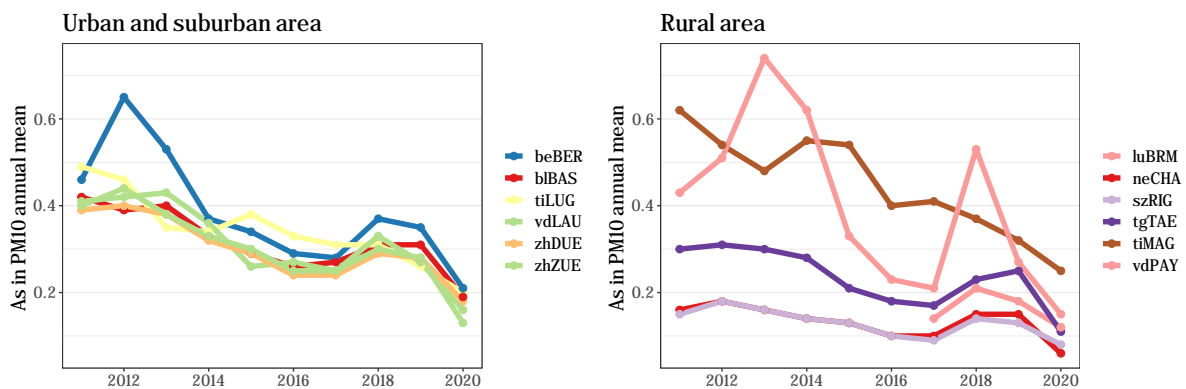 Urban and suburban area
As in PM10 annual mean
0.6
0.4
0.2
2012 2014 2016 2018 2020
beBER
blBAS
tiLUG
vdLAU
zhDUE
zhZUE
Rural area
As in PM10 annual mean
0.6
0.4
0.2
2012 2014 2016 2018 2020
luBRM
neCHA
szRIG
tgTAE
tiMAG
vdPAY